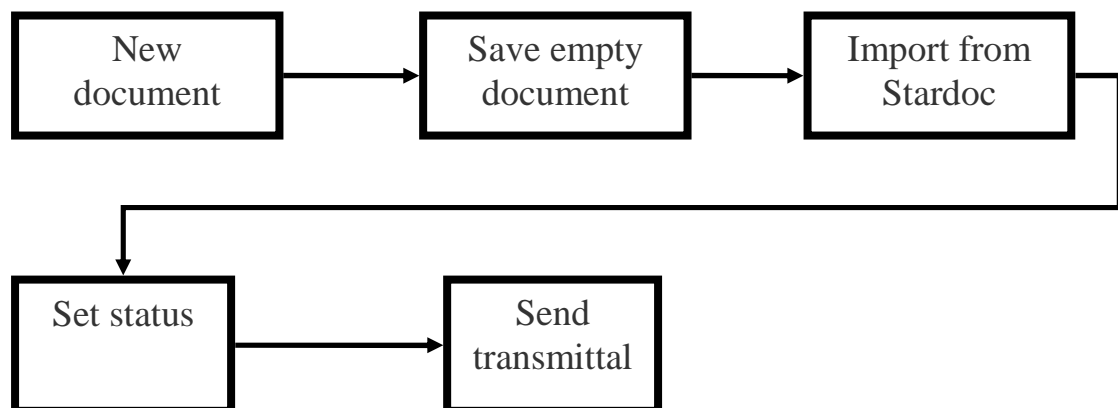 New
document
Save empty
document
Import from
Stardoc
Set status
Send
transmittal